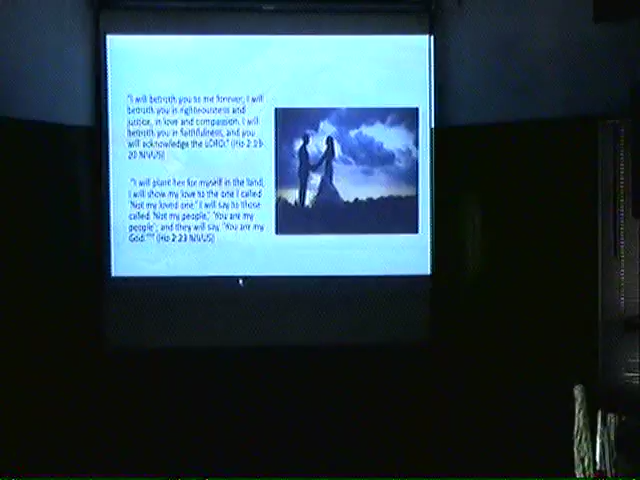 "I will betroth you to me forever; I will
betroth you in righteousness and
justice, in love and compassion. I will
betroth you in faithfulness, and you
will acknowledge the LORD." (Ho 2:19-
20 NIVUS)
"I will plant her for myself in the land;
I will show my love to the one I called
'Not my loved one.' I will say to those
called 'Not my people,' 'You are my
people'; and they will say, 'You are my
God.'"" (Ho 2:23 NIVUS)